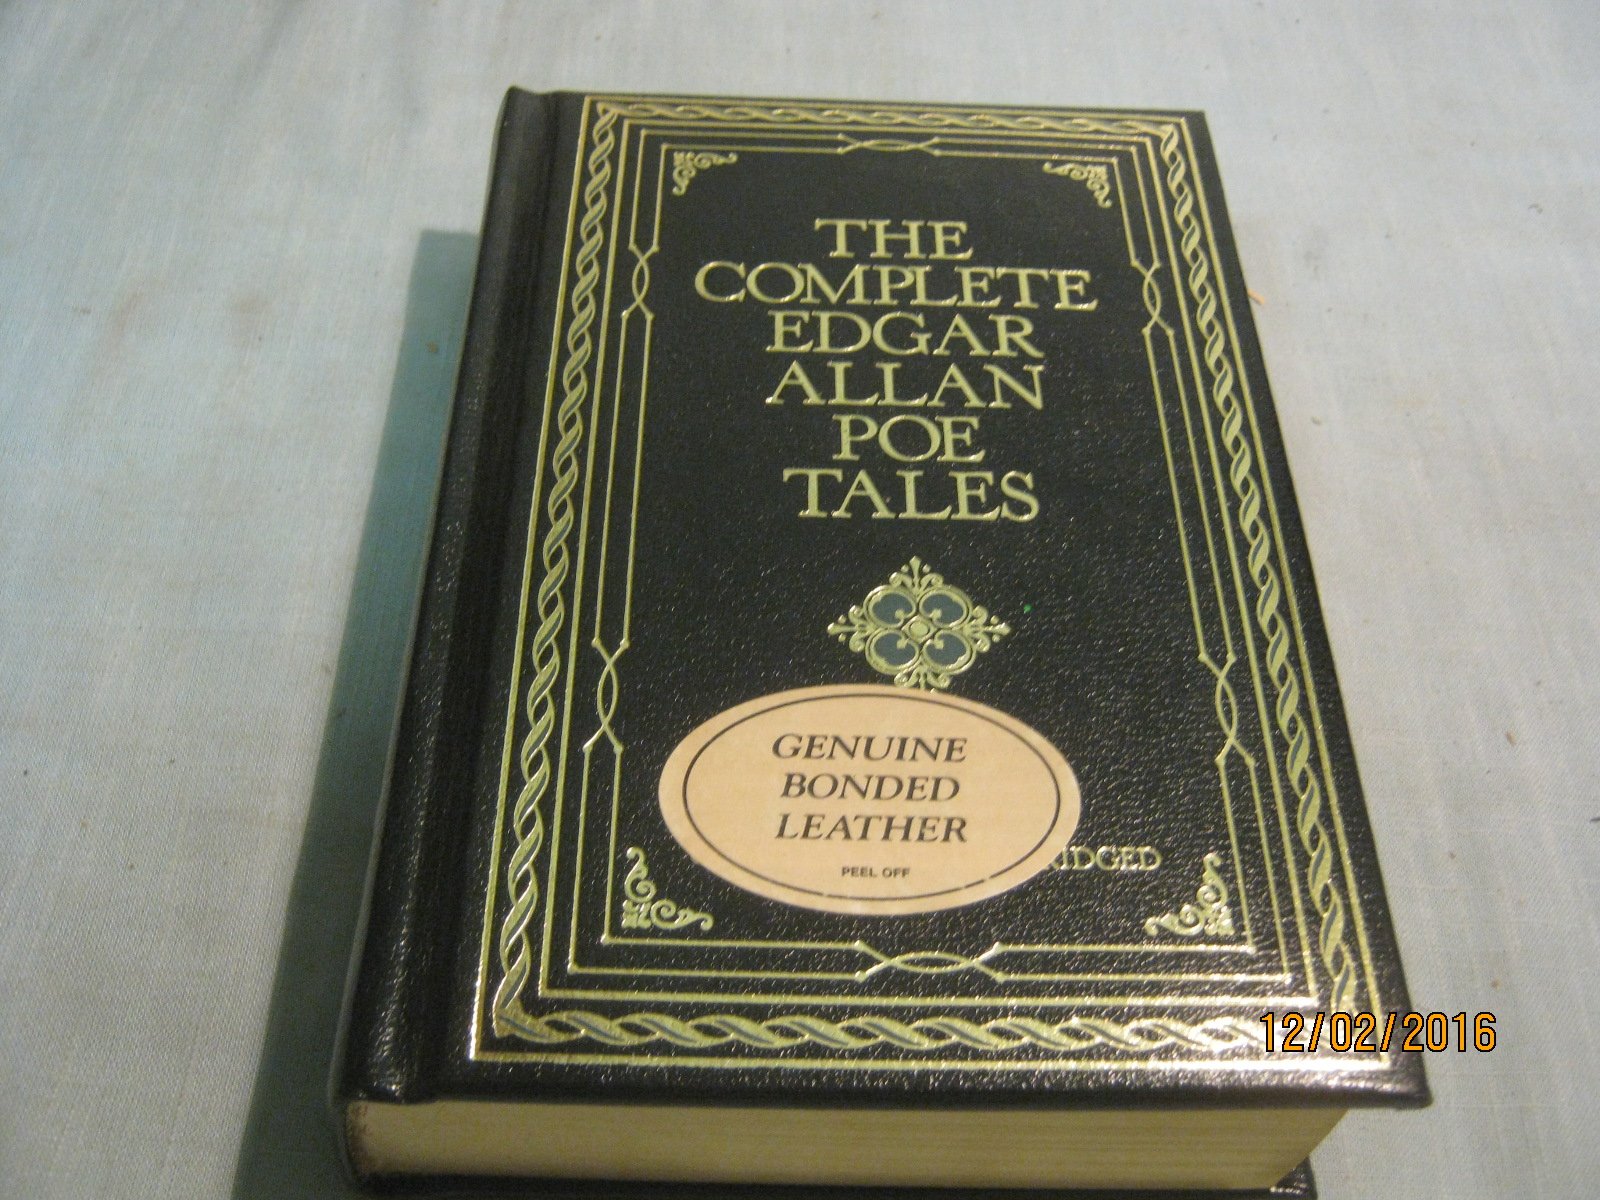 THE
COMPLETE
EDGAR
ALLAN
POE
TALES
GENUINE
BONDED
LEATHER
PEEL OFF
12/02/2016